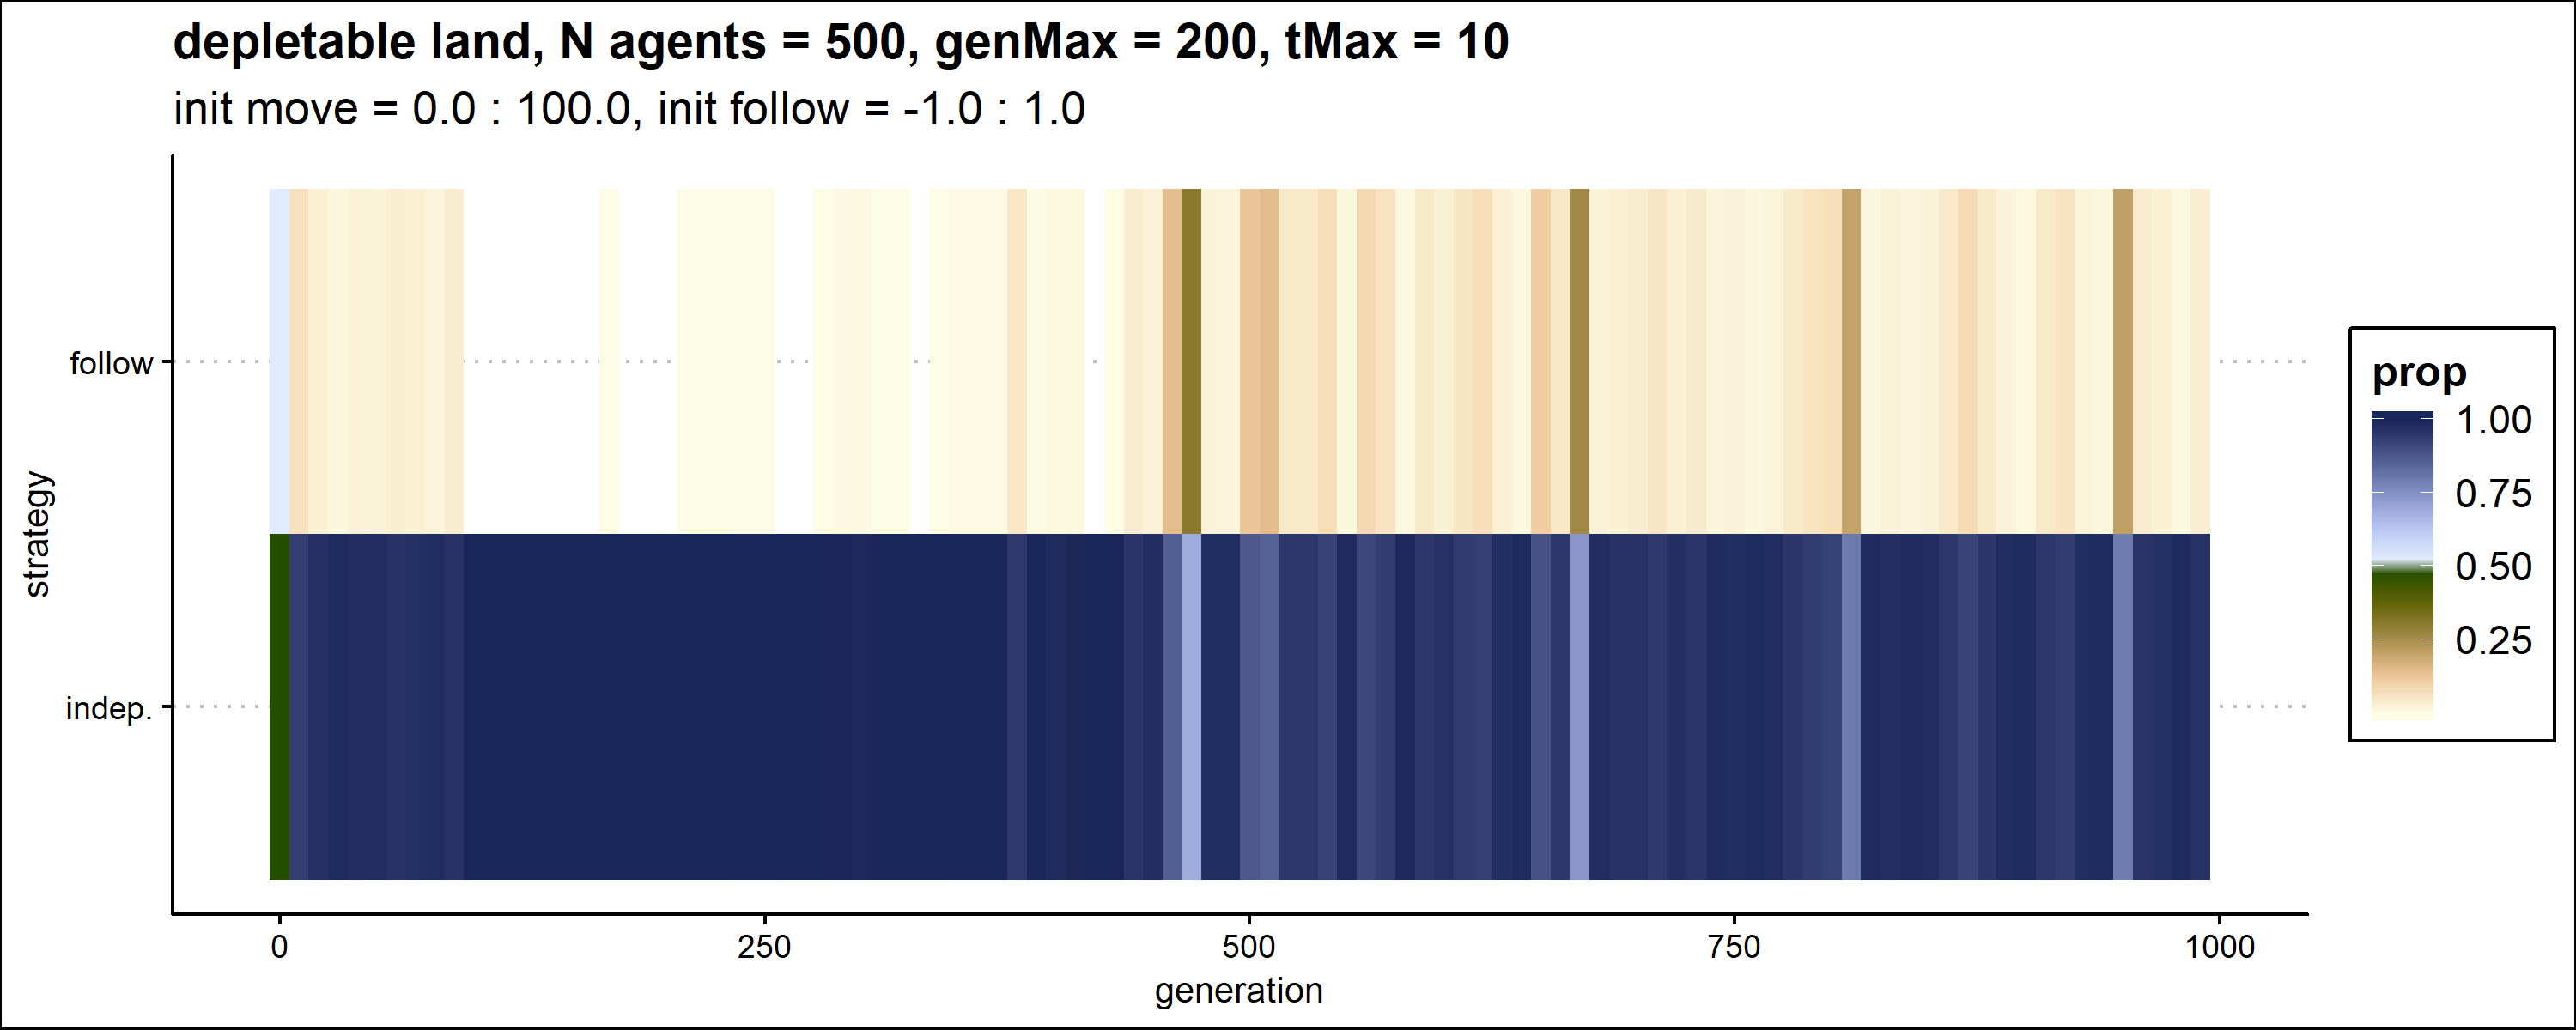 depletable land, N agents = 500, genMax = 200, tMax = 10
init move = 0.0 : 100.0, init follow = -1.0 : 1.0
strategy
follow
indep.
0
250
500
750
1000
generation
prop
1.00
0.75
0.50
0.25